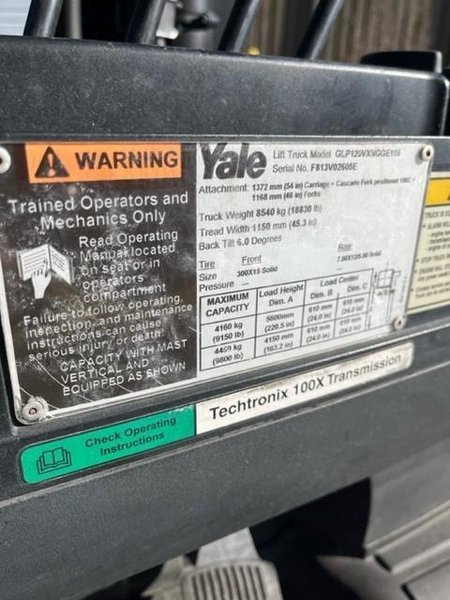 WARNING
Trained Operators and
Mechanics Only
Read Operating
Manual located
on seat or in
operators
compartment
Failure to follow operating,
inspection, and maintenance
instructions can cause
serious injury or death.
CAPACITY WITH MAST
VERTICAL AND
EQUIPPED AS SHOWN
Yale
Lift Truck Model
Serial No. F813V02605E
Attachment: 1372 mm (54 in) Carriage + Cascade Fork positioner
1168 mm (46 in) Forks
Truck Weight 8540 kg (18830 lb)
Tread Width 1150 mm (45.3 in)
Back Tilt 6.0 Degrees
Tire
Front
Size:
300X15 Solid
Rear
Solid
MAXIMUM
CAPACITY
Load Height
Dim. A
Load Center
Dim. B
Dim. C
4160 kg
(9150 lb)
5600mm
(220.5 in)
610 mm
(24.0 in)
610 mm
(24.0 in)
4450 kg
(9800 lb)
4150 mm
(163.2 in)
610 mm
(24.0 in)
610 mm
(24.0 in)
Check Operating
Instructions
Techtronix 100X Transmission